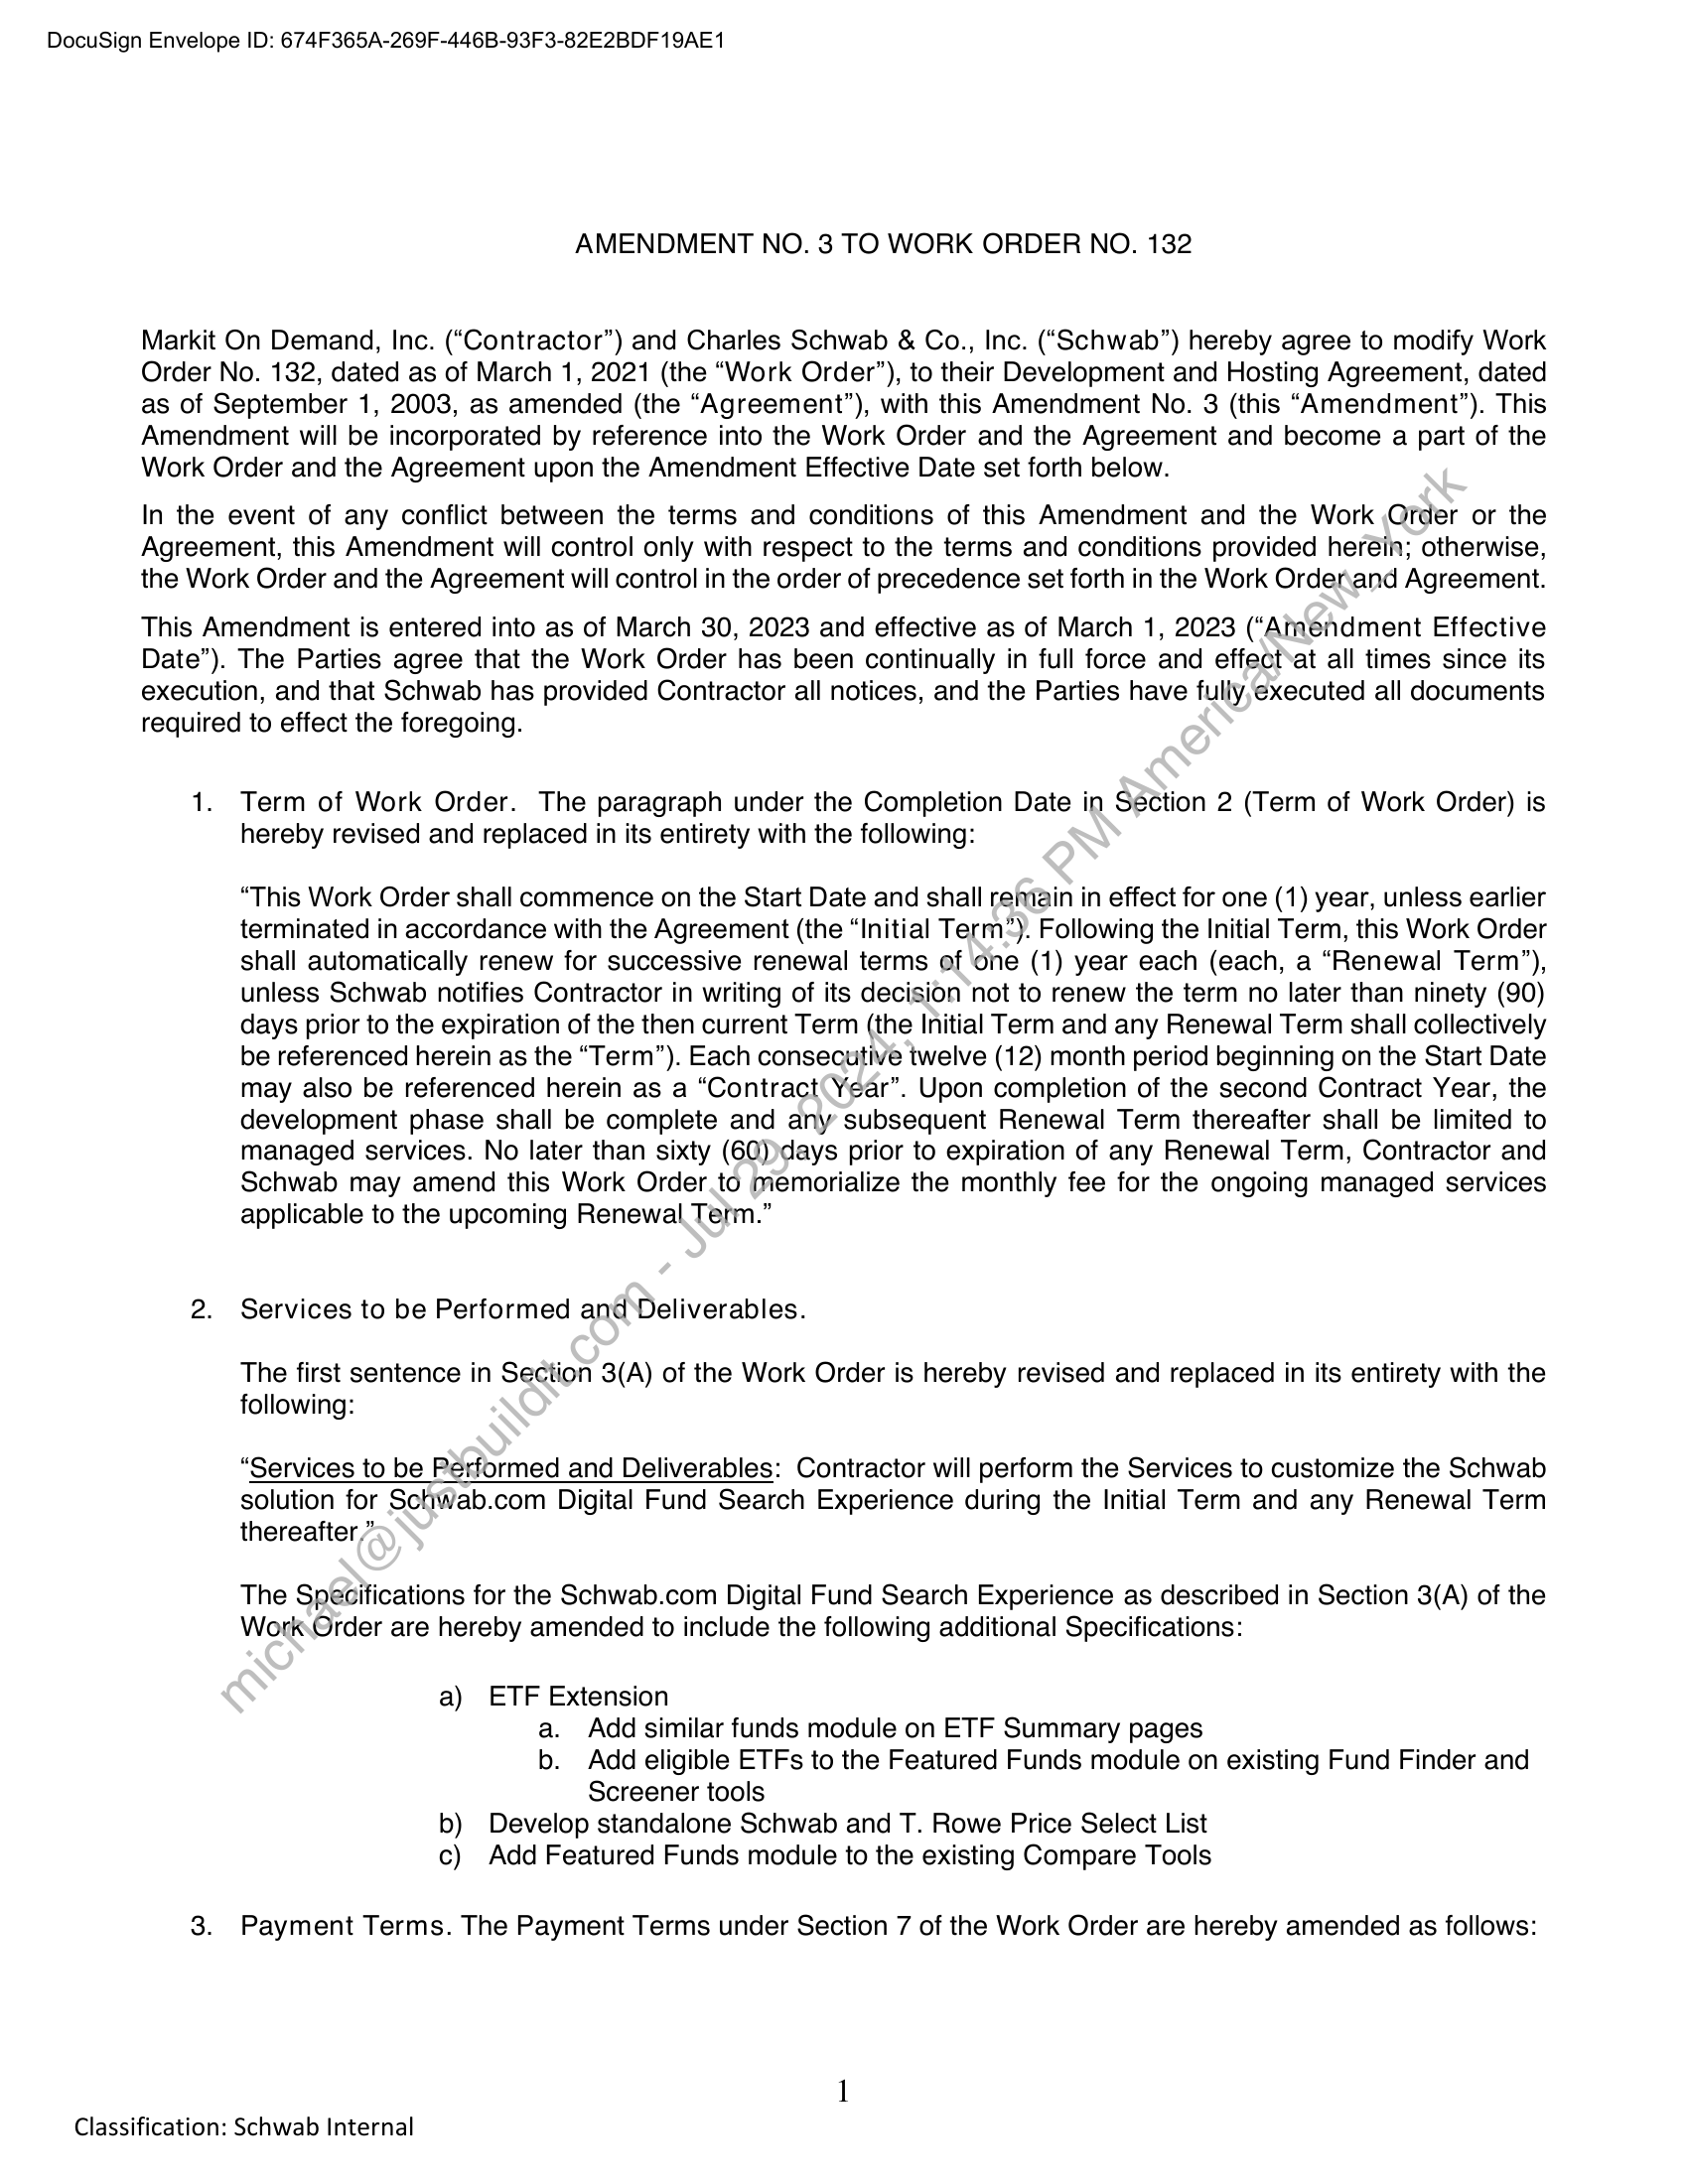 DocuSign Envelope ID: 674F365A-269F-446B-93F3-82E2BDF19AE1
AMENDMENT NO. 3 TO WORK ORDER NO. 132
Markit On Demand, Inc. (“Contractor”) and Charles Schwab & Co., Inc. (“Schwab”) hereby agree to modify Work
Order No. 132, dated as of March 1, 2021 (the “Work Order”), to their Development and Hosting Agreement, dated
as of September 1, 2003, as amended (the “Agreement”), with this Amendment No. 3 (this “Amendment”). This
Amendment will be incorporated by reference into the Work Order and the Agreement and become a part of the
Work Order and the Agreement upon the Amendment Effective Date set forth below.
In the event of any conflict between the terms and conditions of this Amendment and the Work Order or the
Agreement, this Amendment will control only with respect to the terms and conditions provided herein; otherwise,
the Work Order and the Agreement will control in the order of precedence set forth in the Work Order and Agreement.
This Amendment is entered into as of March 30, 2023 and effective as of March 1, 2023 (“Amendment Effective
Date”). The Parties agree that the Work Order has been continually in full force and effect at all times since its
execution, and that Schwab has provided Contractor all notices, and the Parties have fully executed all documents
required to effect the foregoing.
1. Term of Work Order. The paragraph under the Completion Date in Section 2 (Term of Work Order) is
hereby revised and replaced in its entirety with the following:
“This Work Order shall commence on the Start Date and shall remain in effect for one (1) year, unless earlier
terminated in accordance with the Agreement (the “Initial Term”). Following the Initial Term, this Work Order
shall automatically renew for successive renewal terms of one (1) year each (each, a “Renewal Term”),
unless Schwab notifies Contractor in writing of its decision not to renew the term no later than ninety (90)
days prior to the expiration of the then current Term (the Initial Term and any Renewal Term shall collectively
be referenced herein as the “Term”). Each consecutive twelve (12) month period beginning on the Start Date
may also be referenced herein as a “Contract Year”. Upon completion of the second Contract Year, the
development phase shall be complete and any subsequent Renewal Term thereafter shall be limited to
managed services. No later than sixty (60) days prior to expiration of any Renewal Term, Contractor and
Schwab may amend this Work Order to memorialize the monthly fee for the ongoing managed services
applicable to the upcoming Renewal Term.”
2. Services to be Performed and Deliverables.
The first sentence in Section 3(A) of the Work Order is hereby revised and replaced in its entirety with the
following:
“Services to be Performed and Deliverables: Contractor will perform the Services to customize the Schwab
solution for Schwab.com Digital Fund Search Experience during the Initial Term and any Renewal Term
thereafter.”
The Specifications for the Schwab.com Digital Fund Search Experience as described in Section 3(A) of the
Work Order are hereby amended to include the following additional Specifications:
a) ETF Extension
a. Add similar funds module on ETF Summary pages
b. Add eligible ETFs to the Featured Funds module on existing Fund Finder and
Screener tools
b) Develop standalone Schwab and T. Rowe Price Select List
c) Add Featured Funds module to the existing Compare Tools
3. Payment Terms. The Payment Terms under Section 7 of the Work Order are hereby amended as follows:
1
Classification: Schwab Internal
michael@justbuildit.com - Jul 29, 2024, 1:14:36 PM America/New_York